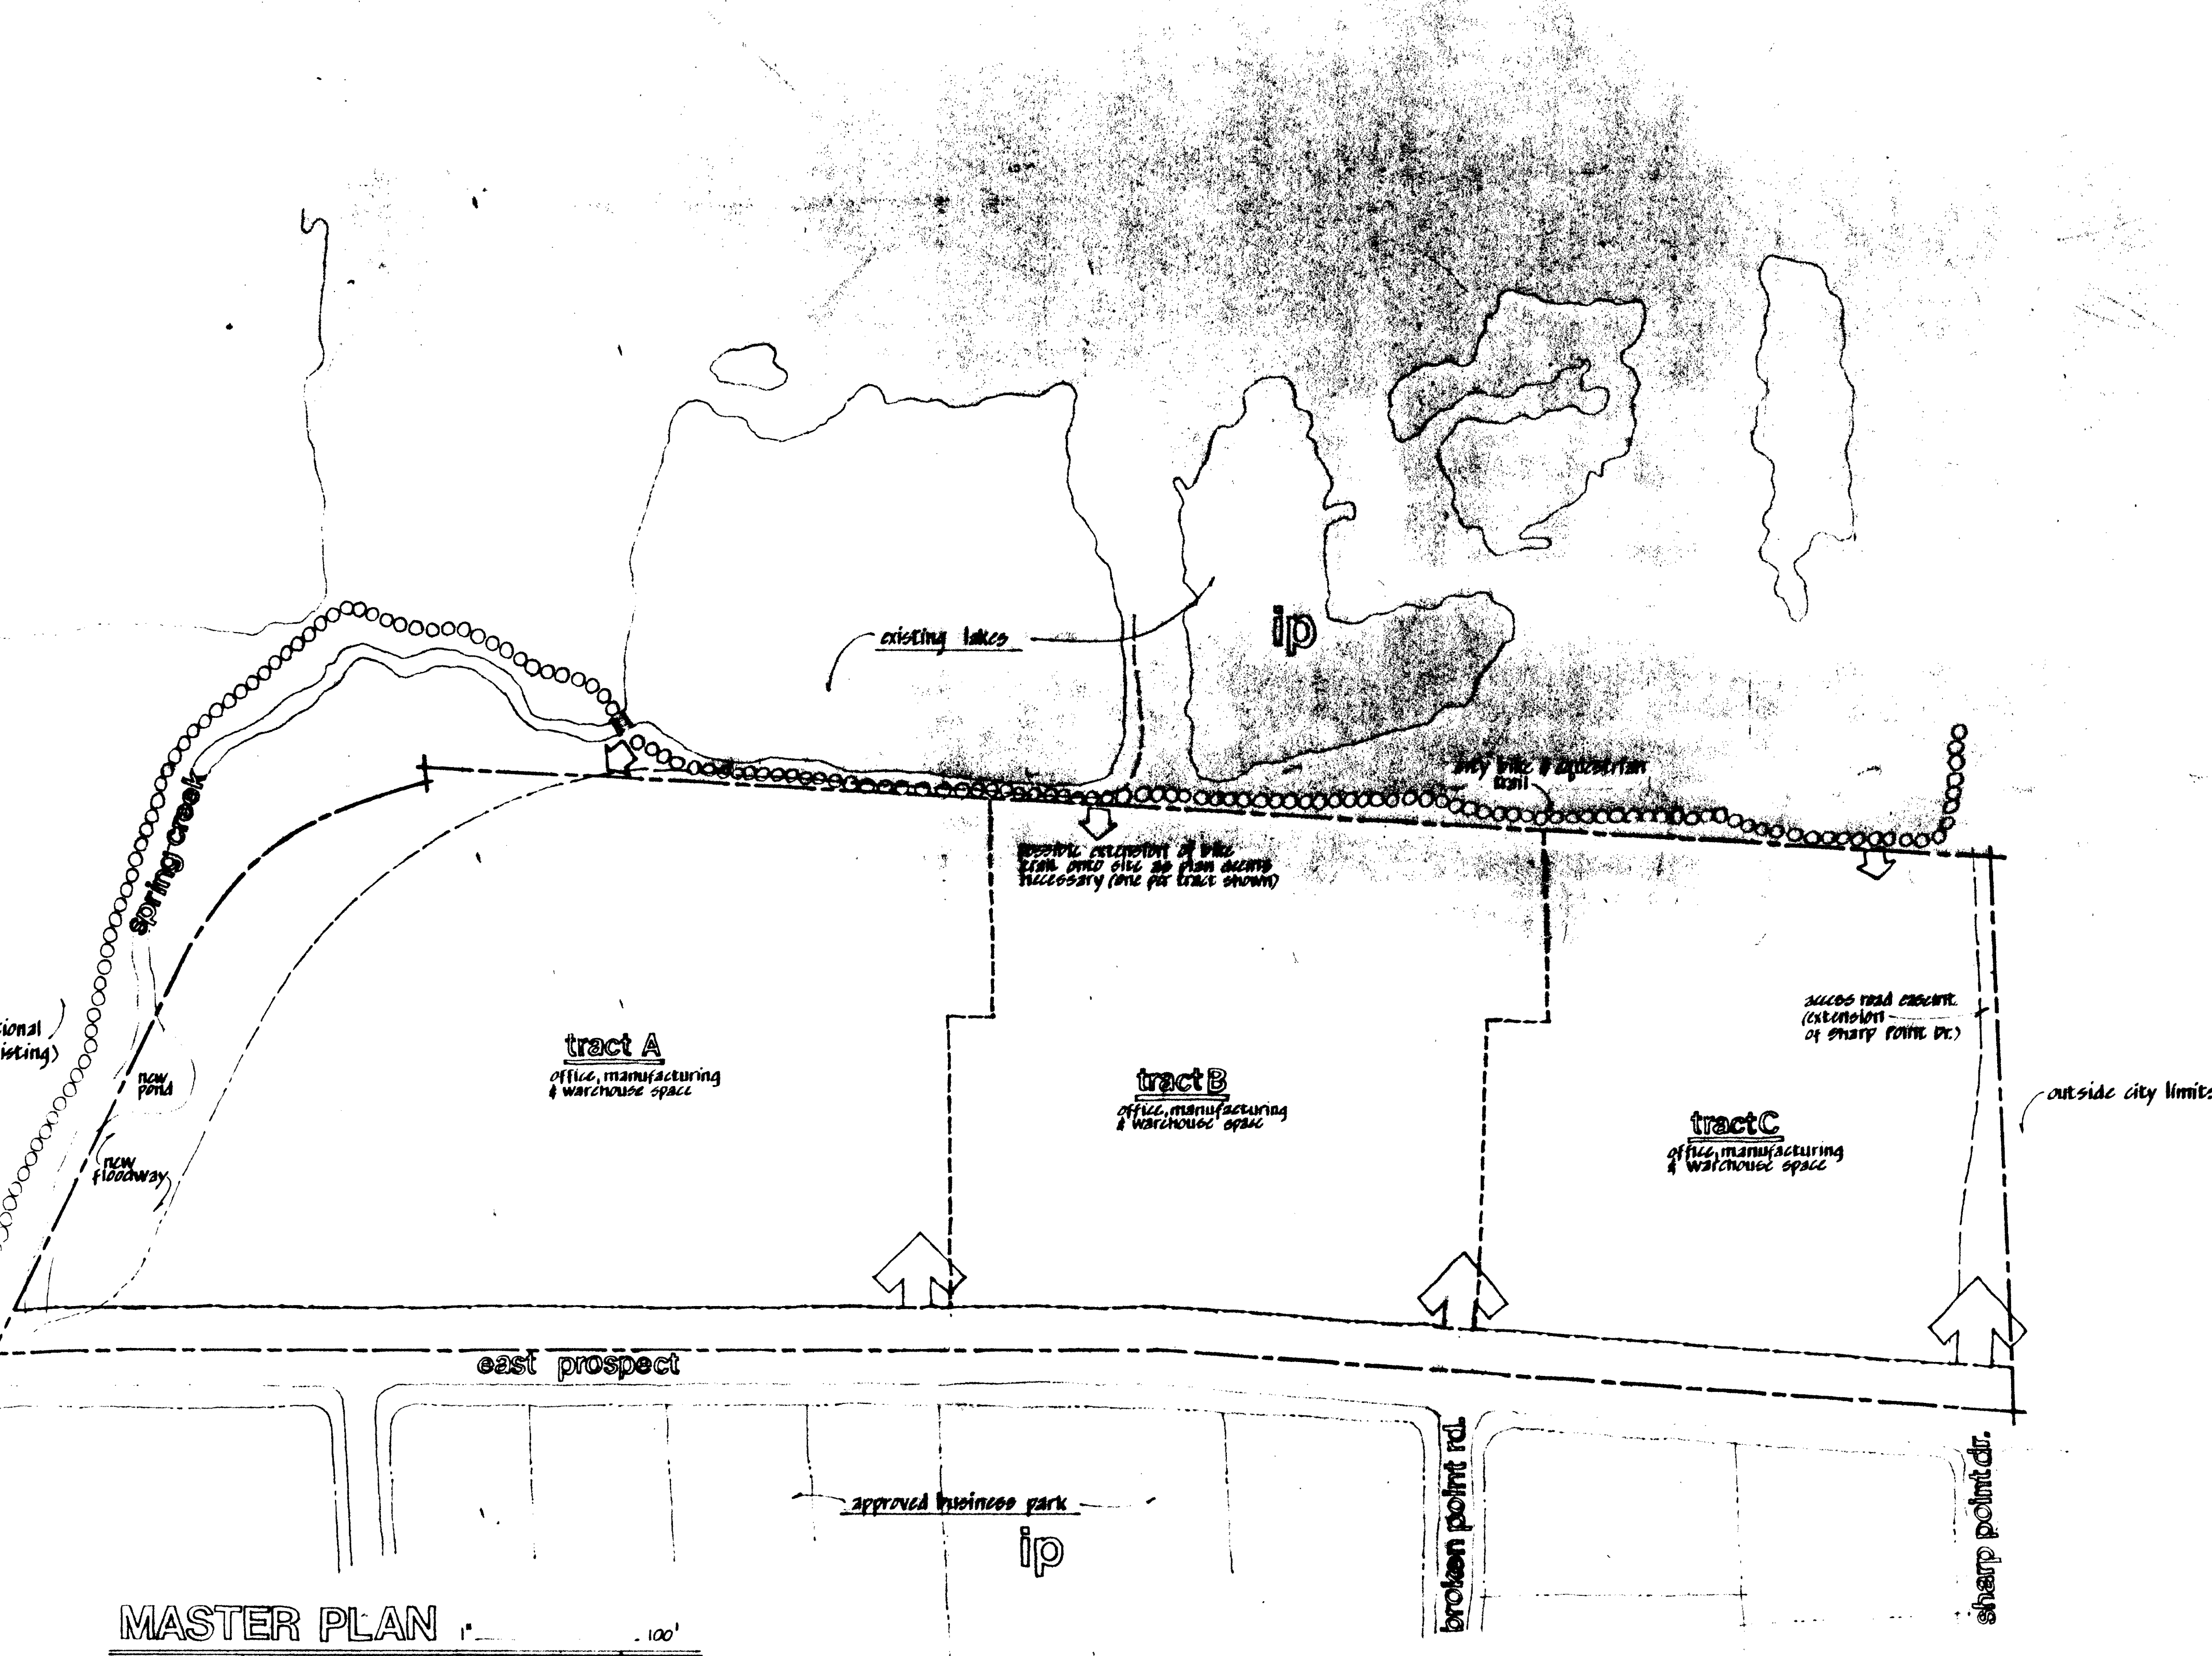 existing lakes
ip
city bike & equestrian
trail
spring creek
possible extension of bike
trail onto site as plan deems
necessary (one per tract shown)
access road easemt.
(extension
of sharp point dr.)
tional
isting)
tract A
office, manufacturing
& warehouse space
new
pond
tract B
office, manufacturing
& warehouse space
outside city limits
tract C
office, manufacturing
& warehouse space
new
floodway
east prospect
broken point rd.
sharp point dr.
approved business park
ip
MASTER PLAN 1" 100'